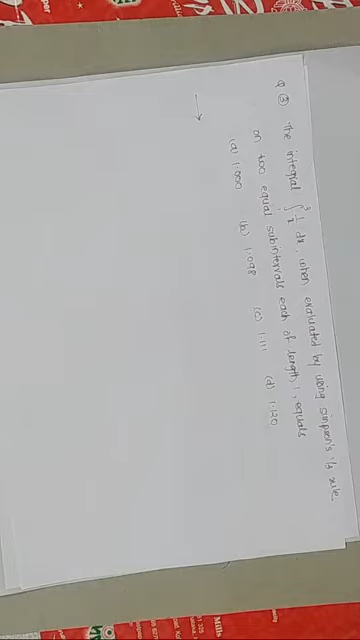 Q ③ The integral ∫₁³ 1/x dx, when evaluated by using simpson's 1/3 rule
on two equal subintervals each of length 1, equals
(a) 1.000 (b) 1.098 (c) 1.111 (d) 1.120
→
Mills